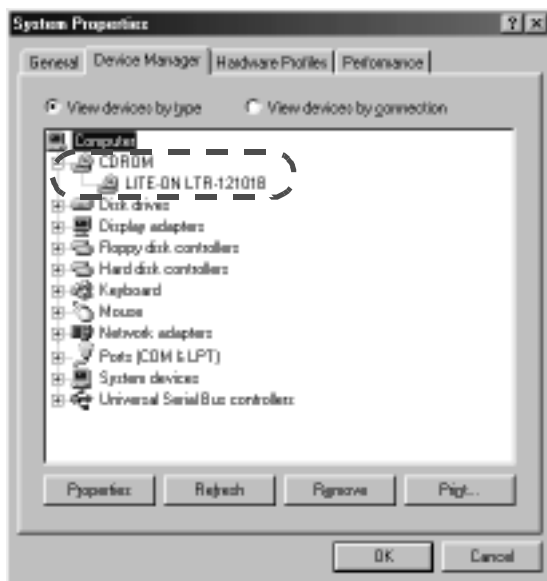 System Properties
General Device Manager Hardware Profiles Performance
View devices by type View devices by connection
Computer
CDROM
LITE-ON LTR-12101B
Disk drives
Display adapters
Floppy disk controllers
Hard disk controllers
Keyboard
Mouse
Network adapters
Ports (COM & LPT)
System devices
Universal Serial Bus controllers
Properties Refresh Remove Print...
OK Cancel